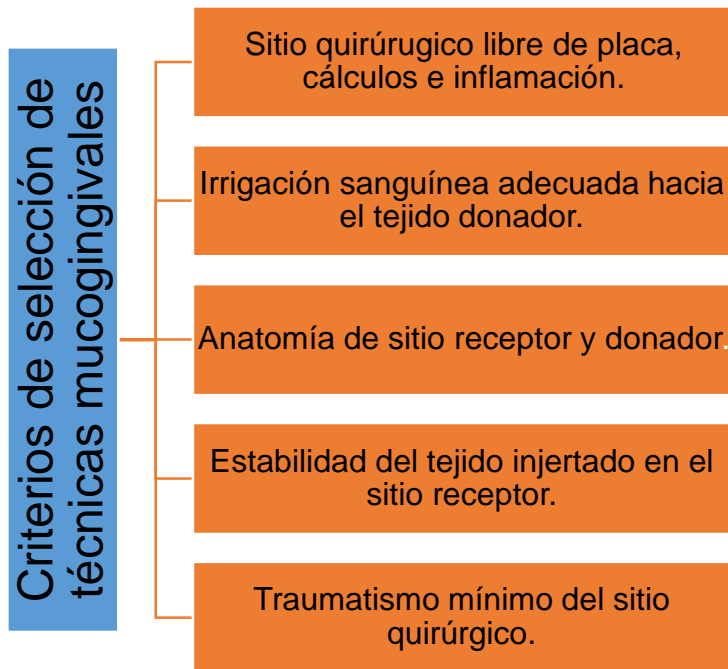 Criterios de selección de
técnicas mucogingivales
Sitio quirúrugico libre de placa,
cálculos e inflamación.
Irrigación sanguínea adecuada hacia
el tejido donador.
Anatomía de sitio receptor y donador.
Estabilidad del tejido injertado en el
sitio receptor.
Traumatismo mínimo del sitio
quirúrgico.